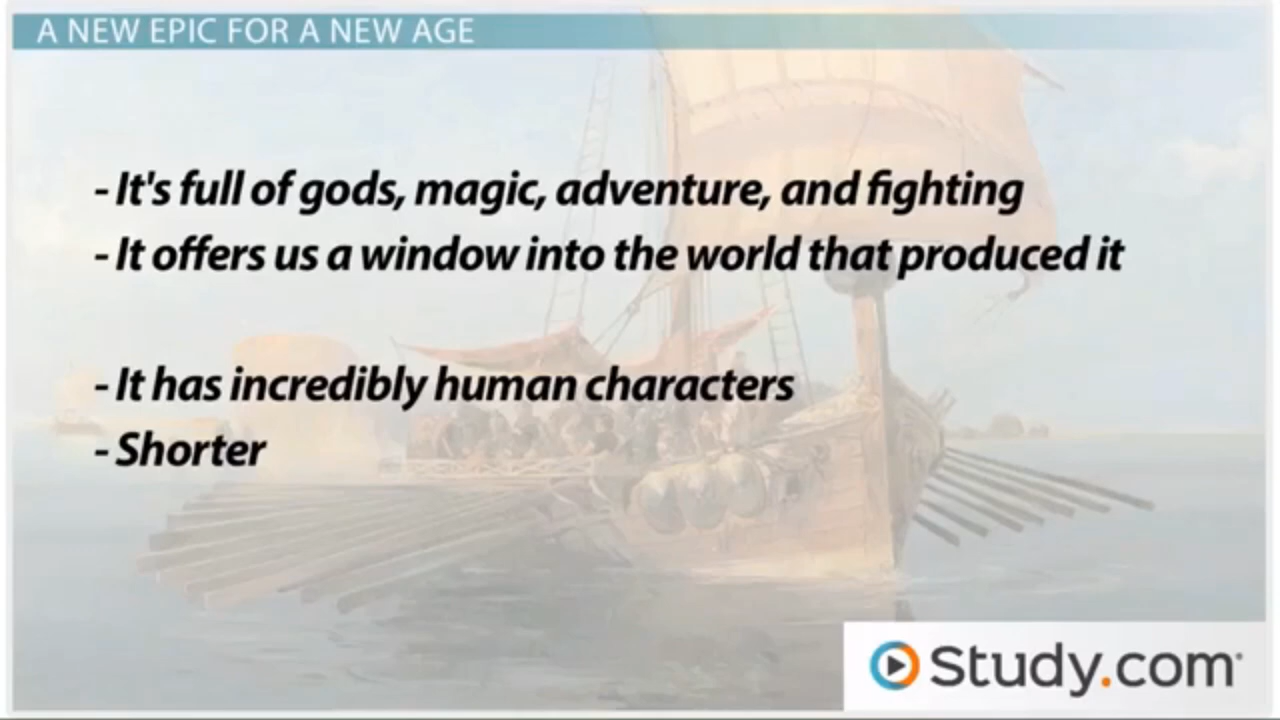 A NEW EPIC FOR A NEW AGE
- It's full of gods, magic, adventure, and fighting
- It offers us a window into the world that produced it
- It has incredibly human characters
- Shorter
Study.com